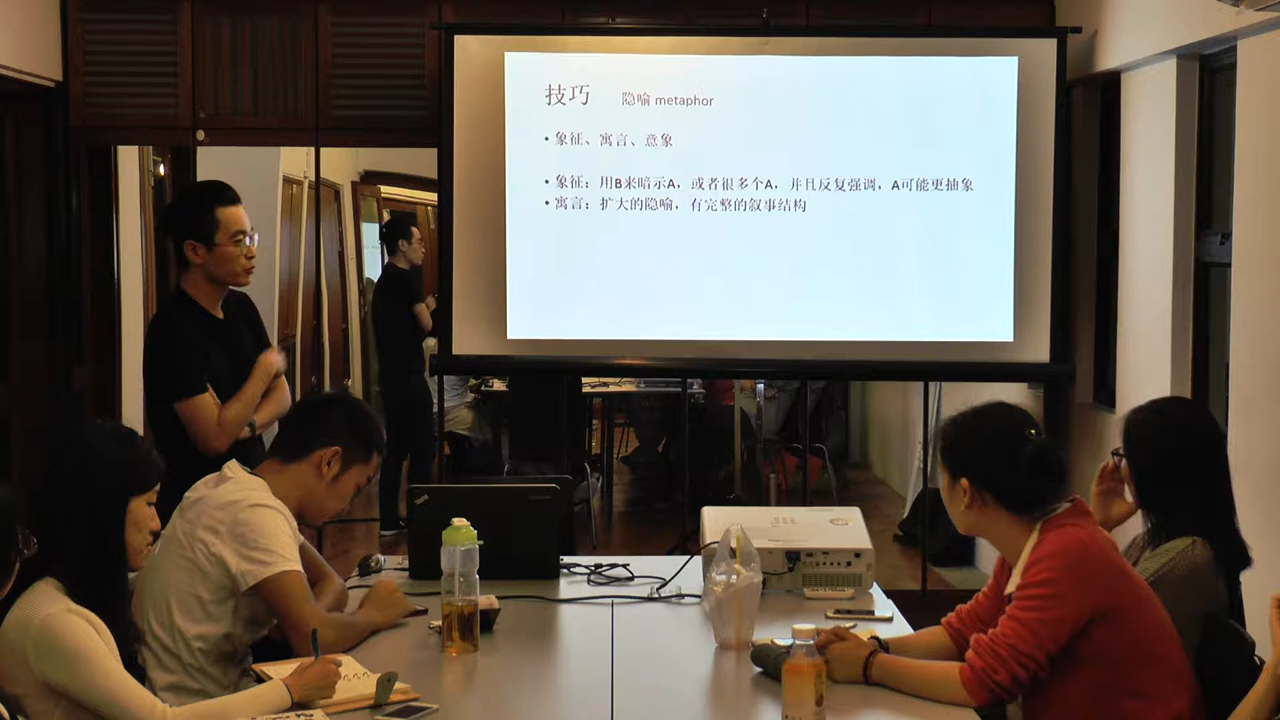 技巧 隐喻 metaphor
• 象征、寓言、意象
• 象征：用B来暗示A，或者很多个A，并且反复强调，A可能更抽象
• 寓言：扩大的隐喻，有完整的叙事结构